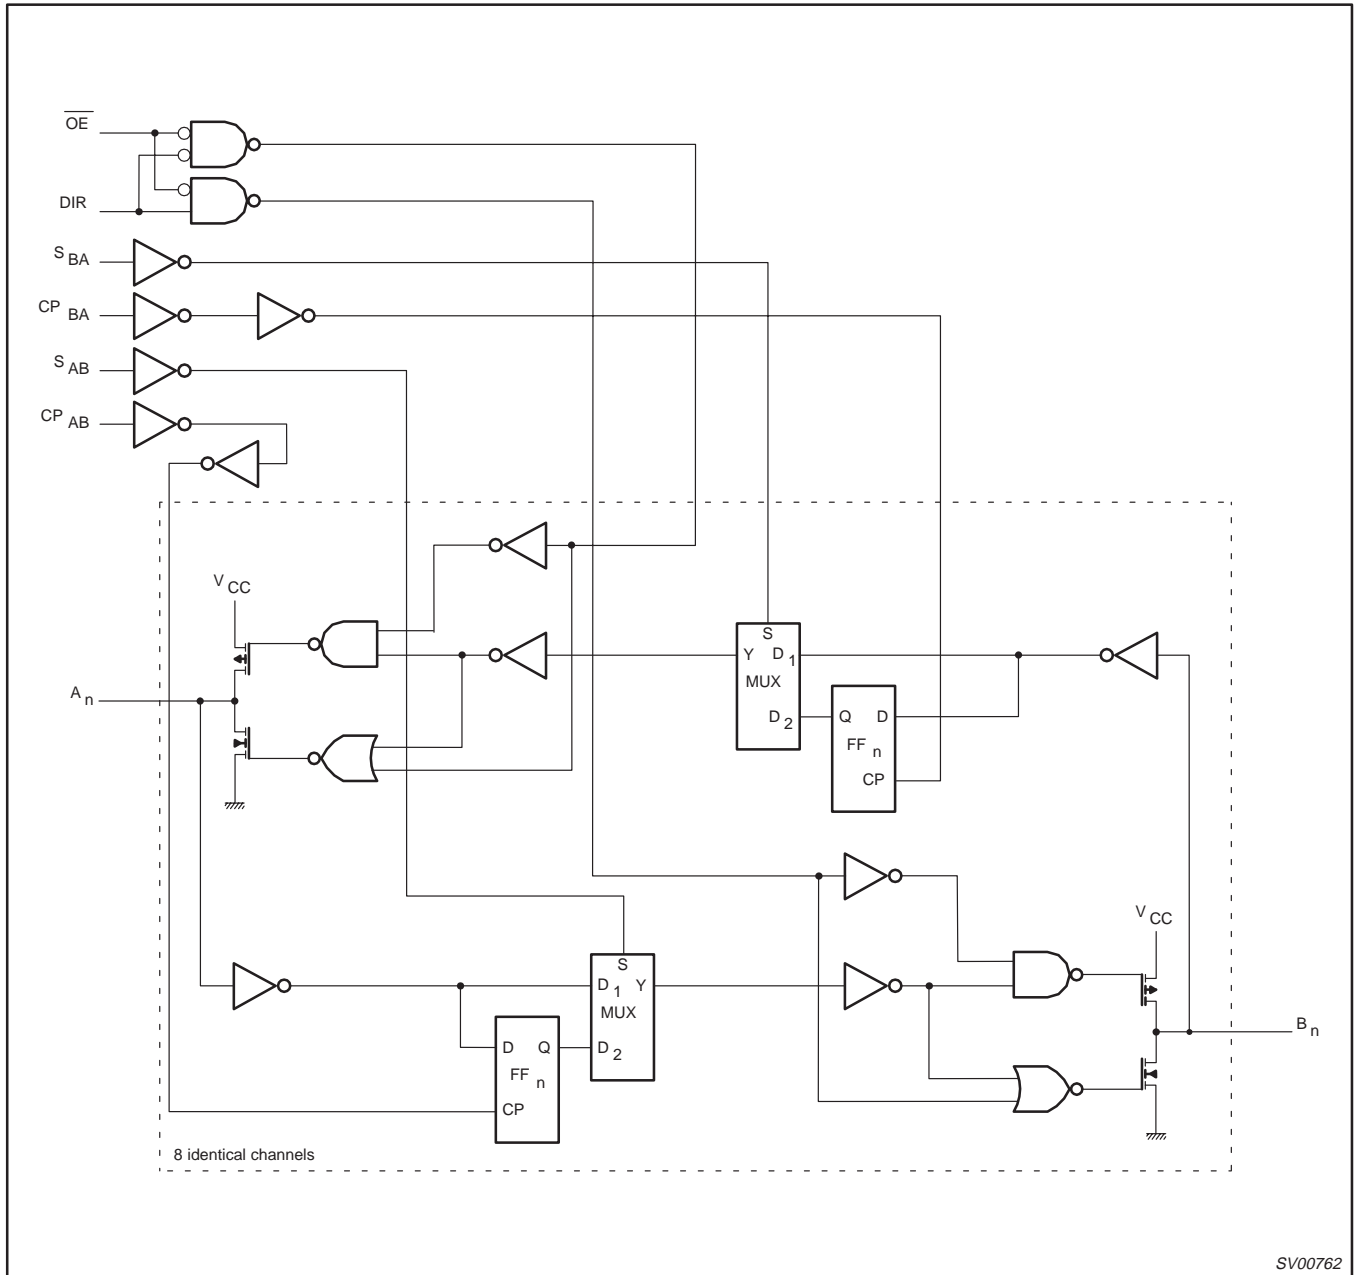 OE
DIR
S BA
CP BA
S AB
CP AB
V CC
S
Y D 1
MUX
D 2
Q D
FF n
CP
A n
V CC
S
D 1 Y
MUX
D 2
D Q
FF n
CP
B n
8 identical channels
SV00762